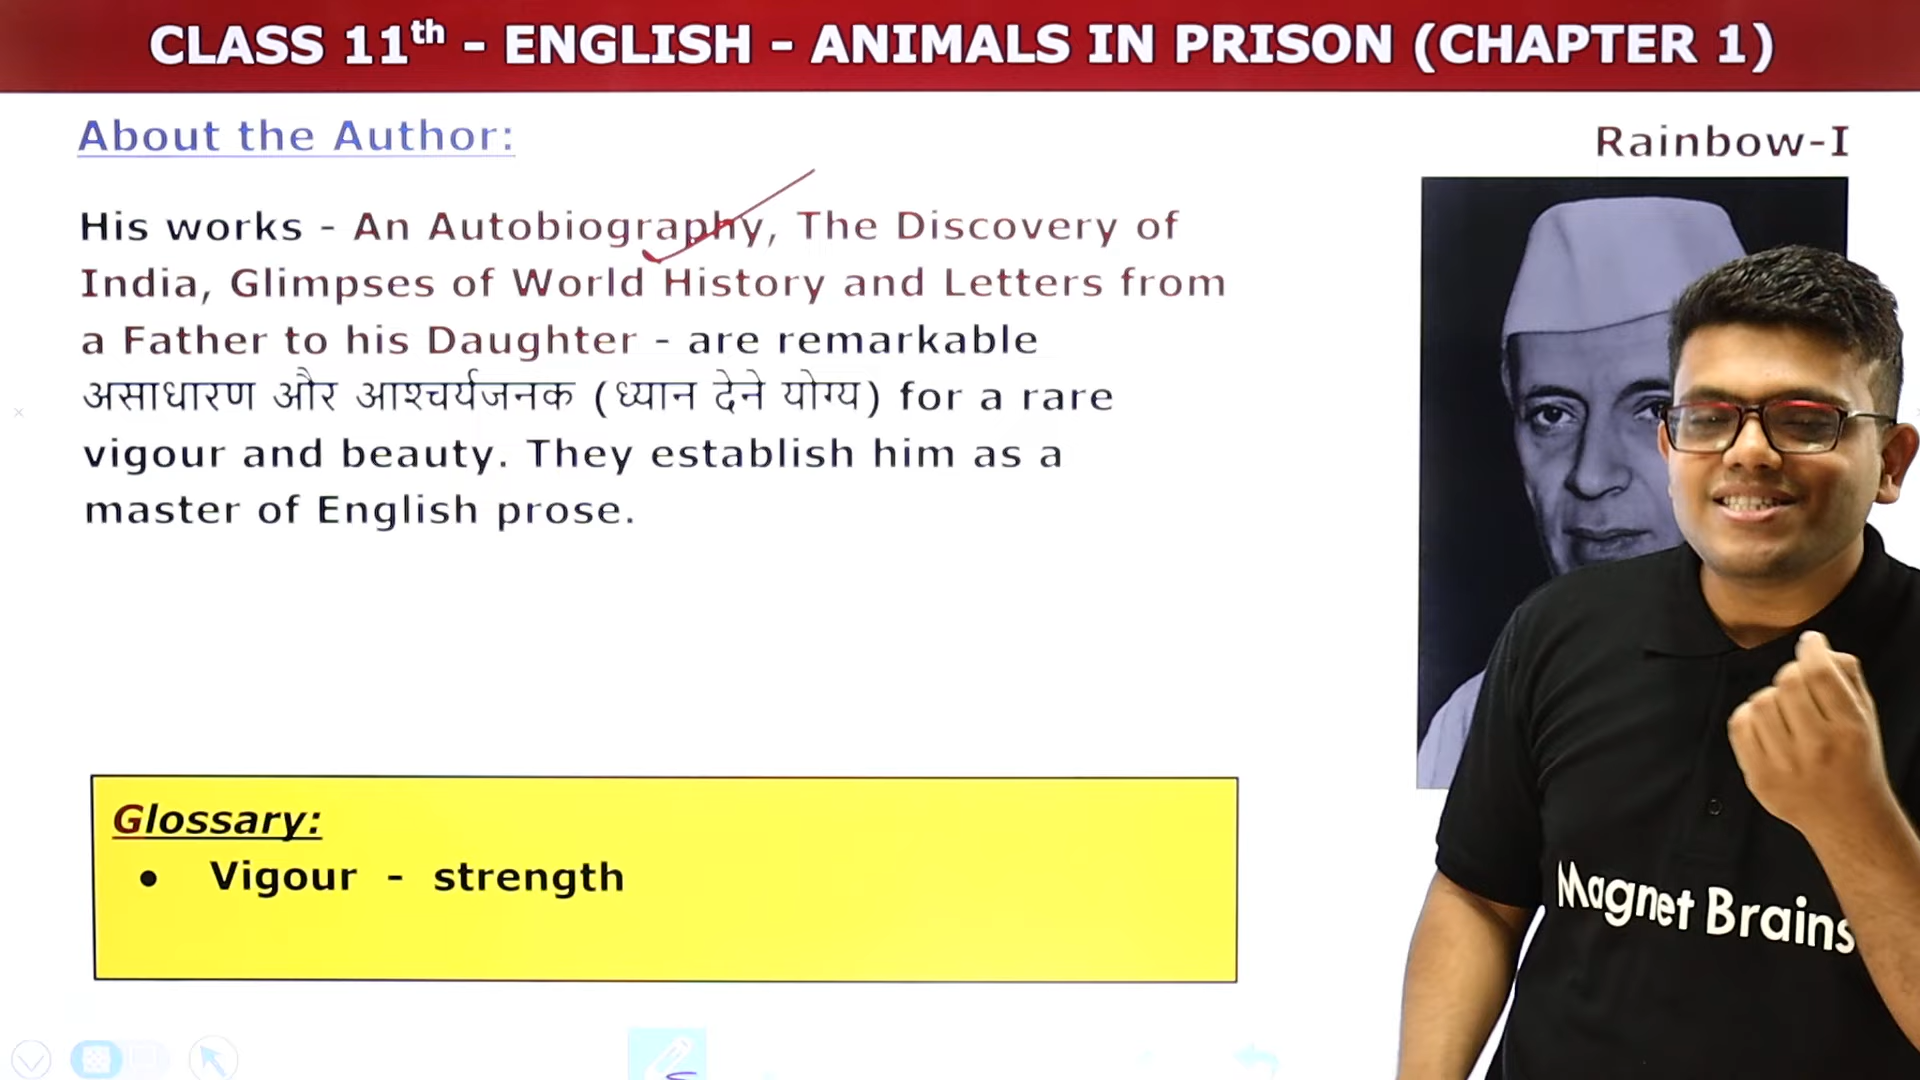 CLASS 11th - ENGLISH - ANIMALS IN PRISON (CHAPTER 1)
About the Author:
Rainbow-I
His works - An Autobiography, The Discovery of
India, Glimpses of World History and Letters from
a Father to his Daughter - are remarkable
असाधारण और आश्चर्यजनक (ध्यान देने योग्य) for a rare
vigour and beauty. They establish him as a
master of English prose.
Glossary:
• Vigour - strength
Magnet Brains